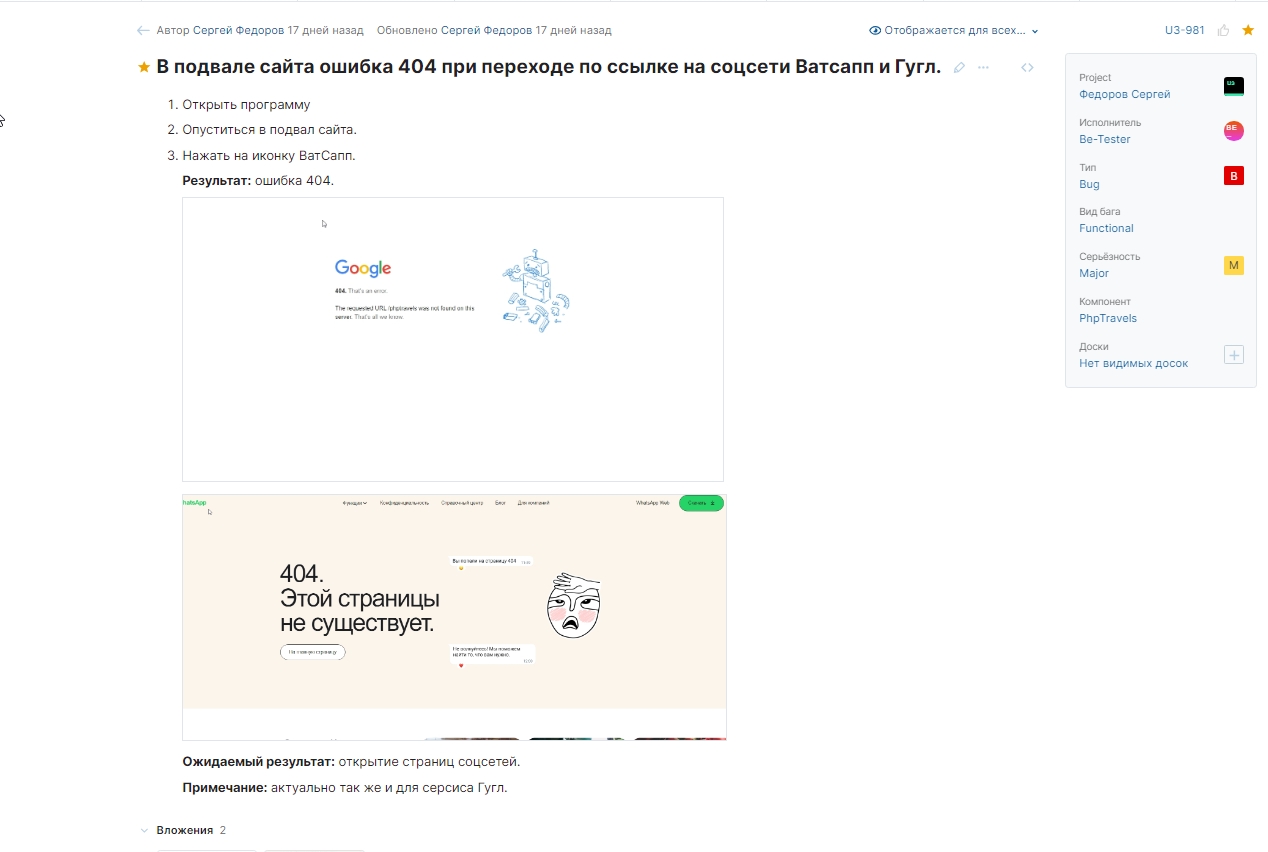 Автор Сергей Федоров 17 дней назад Обновлено Сергей Федоров 17 дней назад
Отображается для всех...
U3-981
В подвале сайта ошибка 404 при переходе по ссылке на соцсети Ватсапп и Гугл.
1. Открыть программу
2. Опуститься в подвал сайта.
3. Нажать на иконку ВатСапп.
Результат: ошибка 404.
Google
404. That's an error.
The requested URL /phptravels was not found on this
server. That's all we know.
hatsApp
Функции Конфиденциальность Справочный центр Блог Для компаний
WhatsApp Web
Скачать
Вы попали на страницу 404
404.
Этой страницы
не существует.
На главную страницу
Не волнуйтесь! Мы поможем
найти то, что вам нужно.
Ожидаемый результат: открытие страниц соцсетей.
Примечание: актуально так же и для серсиса Гугл.
Вложения 2
Project
Федоров Сергей
U3
Исполнитель
Be-Tester
BE
Тип
Bug
B
Вид бага
Functional
Серьёзность
Major
M
Компонент
PhpTravels
Доски
Нет видимых досок